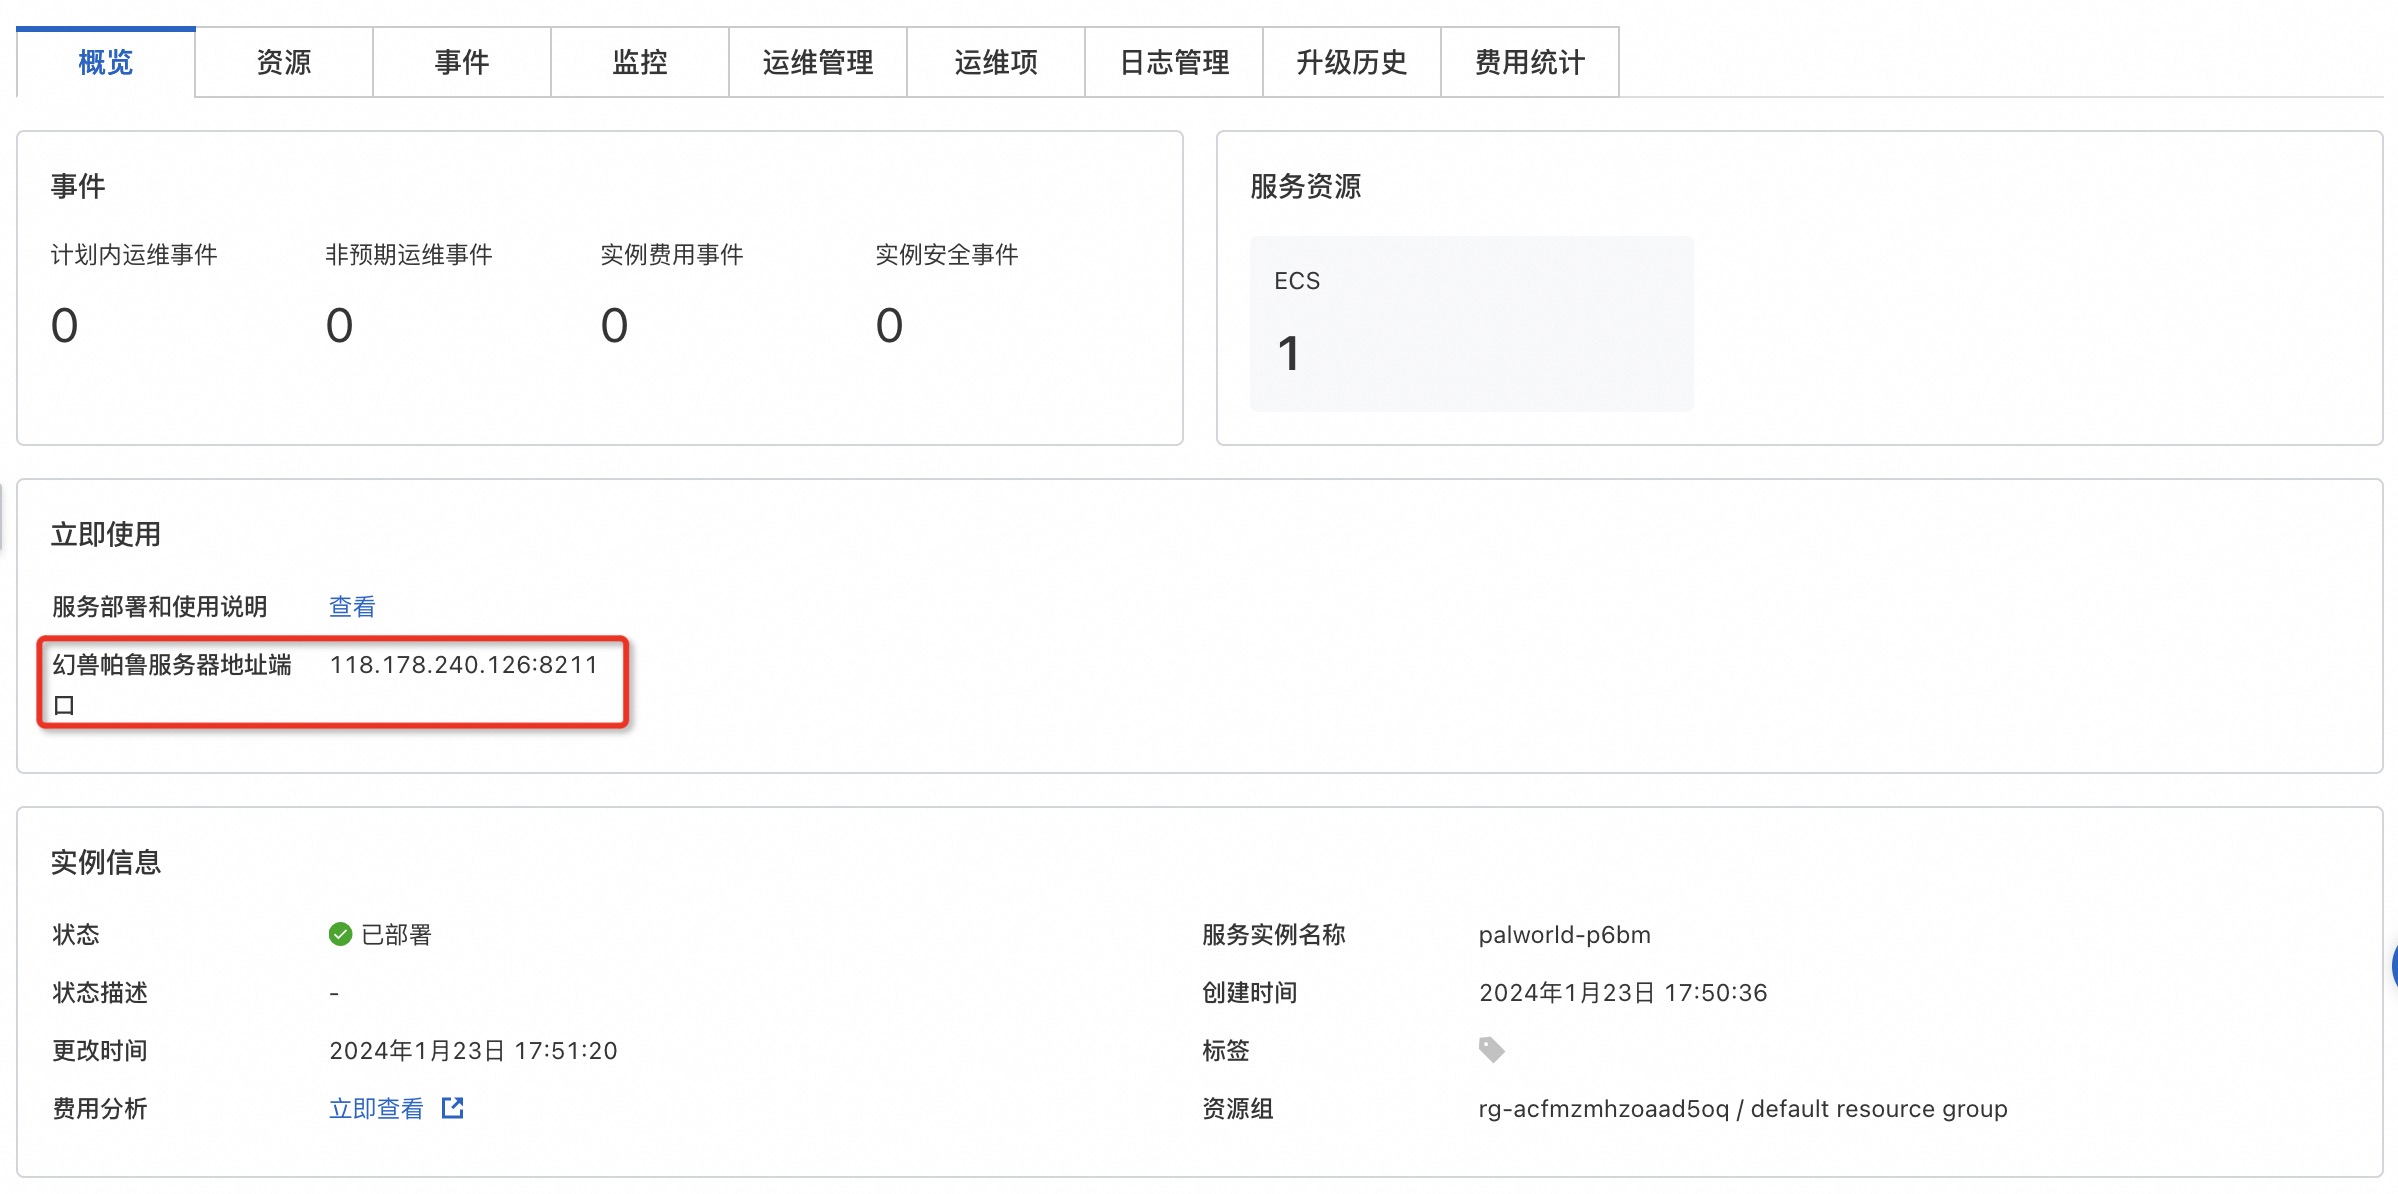 概览 资源 事件 监控 运维管理 运维项 日志管理 升级历史 费用统计
事件
计划内运维事件 非预期运维事件 实例费用事件 实例安全事件
0 0 0 0
服务资源
ECS
1
立即使用
服务部署和使用说明 查看
幻兽帕鲁服务器地址端 118.178.240.126:8211
口
实例信息
状态 已部署 服务实例名称 palworld-p6bm
状态描述 - 创建时间 2024年1月23日 17:50:36
更改时间 2024年1月23日 17:51:20 标签
费用分析 立即查看 资源组 rg-acfmzmhzoaad5oq / default resource group